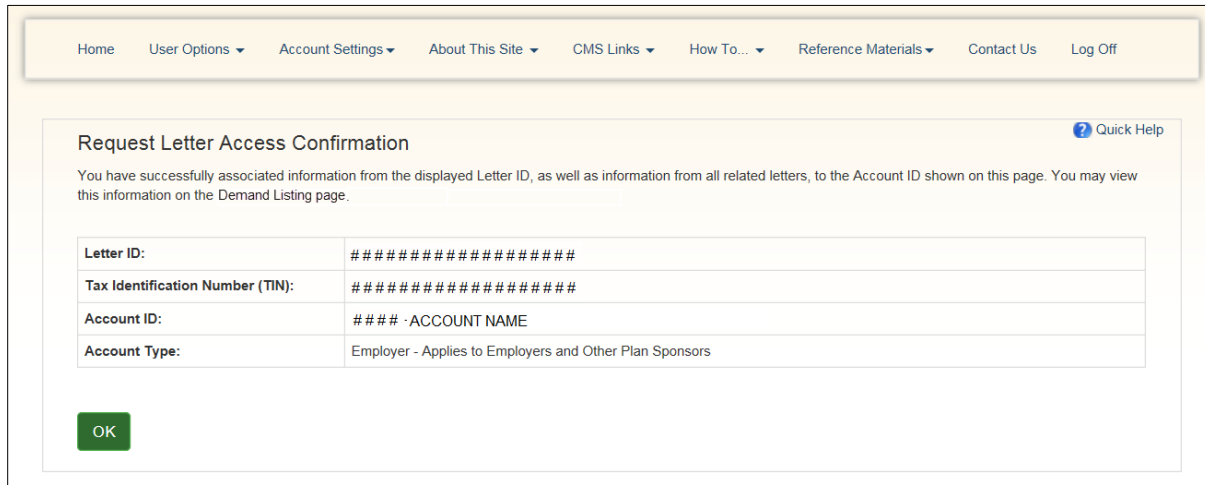 Home User Options Account Settings About This Site CMS Links How To... Reference Materials Contact Us Log Off
Quick Help
Request Letter Access Confirmation
You have successfully associated information from the displayed Letter ID, as well as information from all related letters, to the Account ID shown on this page. You may view
this information on the Demand Listing page.
Letter ID: ###################
Tax Identification Number (TIN): ###################
Account ID: #### - ACCOUNT NAME
Account Type: Employer - Applies to Employers and Other Plan Sponsors
OK